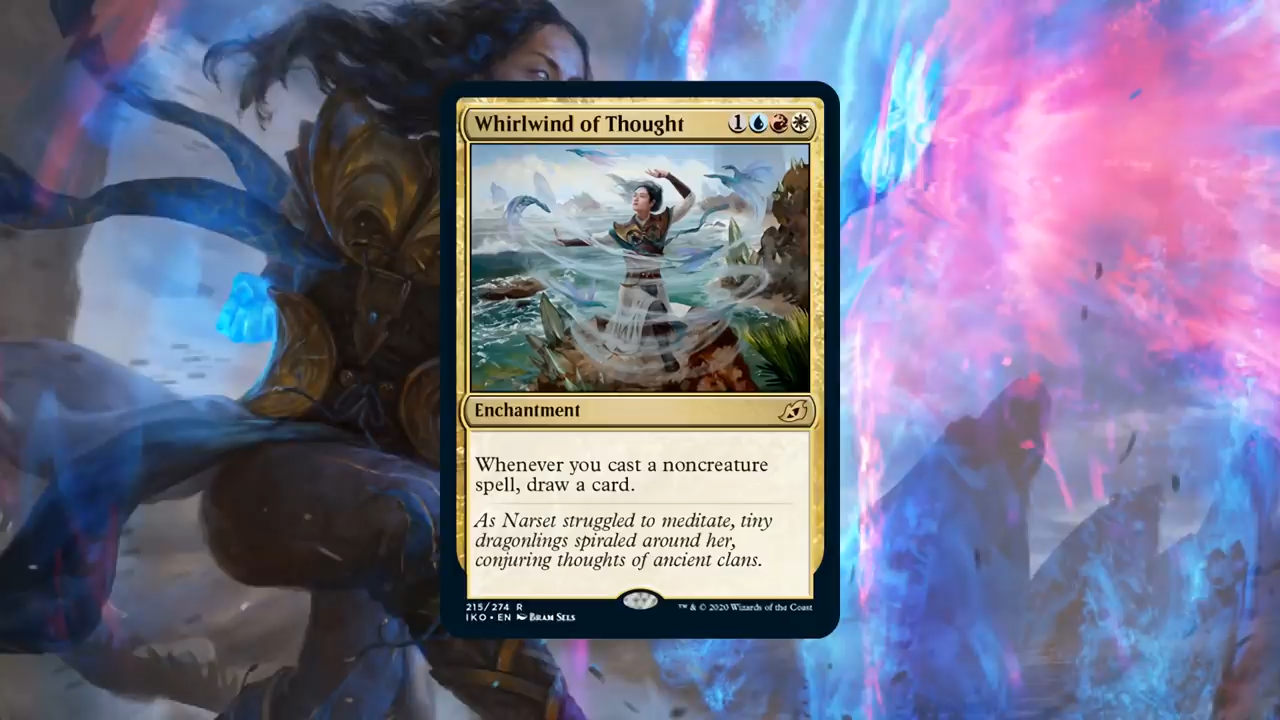 Whirlwind of Thought 1
Enchantment
Whenever you cast a noncreature
spell, draw a card.
As Narset struggled to meditate, tiny
dragonlings spiraled around her,
conjuring thoughts of ancient clans.
215/274 R
IKO • EN BRAM SELS
™ & © 2020 Wizards of the Coast